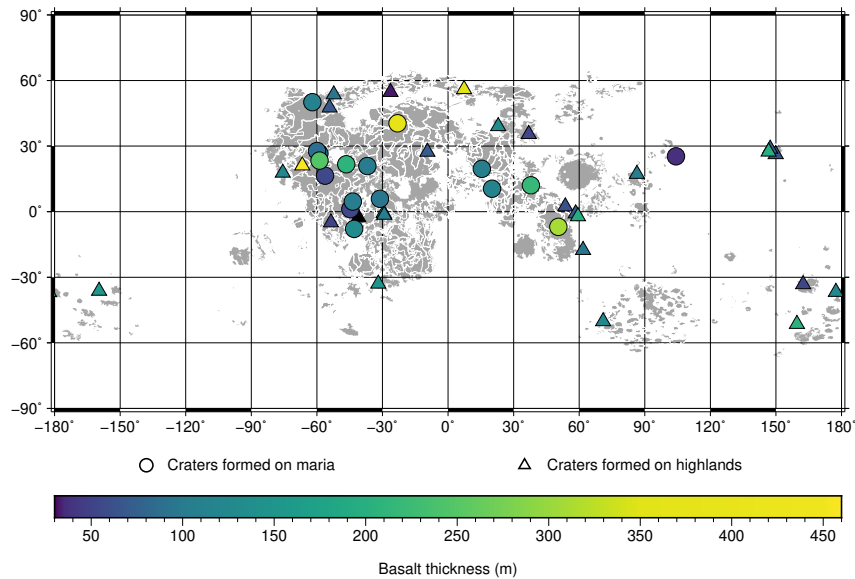 90˚
60˚
30˚
0˚
−30˚
−60˚
−90˚
−180˚ −150˚ −120˚ −90˚ −60˚ −30˚ 0˚ 30˚ 60˚ 90˚ 120˚ 150˚ 180˚
Craters formed on maria Craters formed on highlands
50 100 150 200 250 300 350 400 450
Basalt thickness (m)